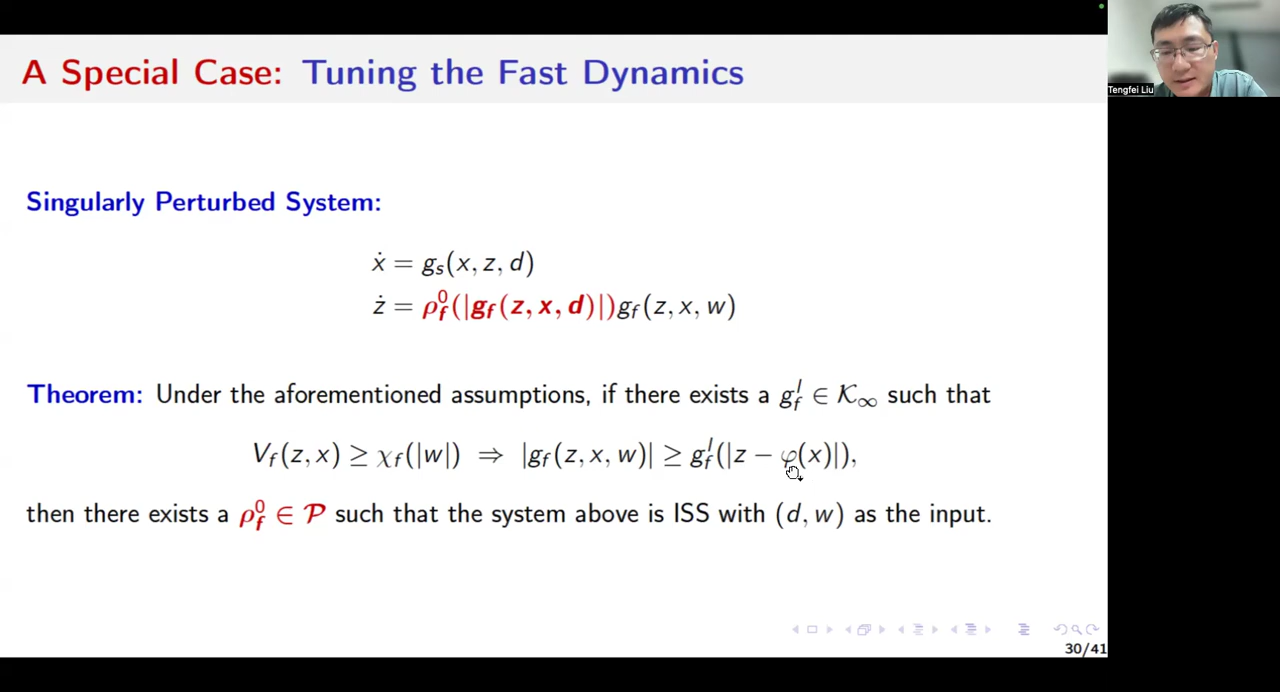 A Special Case: Tuning the Fast Dynamics
Tengfei Liu
Singularly Perturbed System:
ẋ = g_s(x, z, d)
ż = ρ_f^0(|g_f(z, x, d)|)g_f(z, x, w)
Theorem: Under the aforementioned assumptions, if there exists a g_f^l ∈ 𝒦_∞ such that
V_f(z, x) ≥ χ_f(|w|) ⇒ |g_f(z, x, w)| ≥ g_f^l(|z − φ(x)|),
then there exists a ρ_f^0 ∈ 𝒫 such that the system above is ISS with (d, w) as the input.
30/41